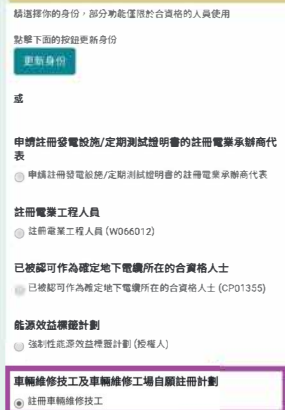 請選擇你的身份，部分功能僅限於合資格的人員使用
點擊下面的按鈕更新身份
更新身份
或
申請註冊發電設施/定期測試證明書的註冊電業承辦商代
表
申請註冊發電設施/定期測試證明書的註冊電業承辦商代表
註冊電業工程人員
註冊電業工程人員 (W066012)
已被認可作為確定地下電纜所在的合資格人士
已被認可作為確定地下電纜所在的合資格人士 (CP01355)
能源效益標籤計劃
強制性能源效益標籤計劃 (授權人)
車輛維修技工及車輛維修工場自願註冊計劃
註冊車輛維修技工